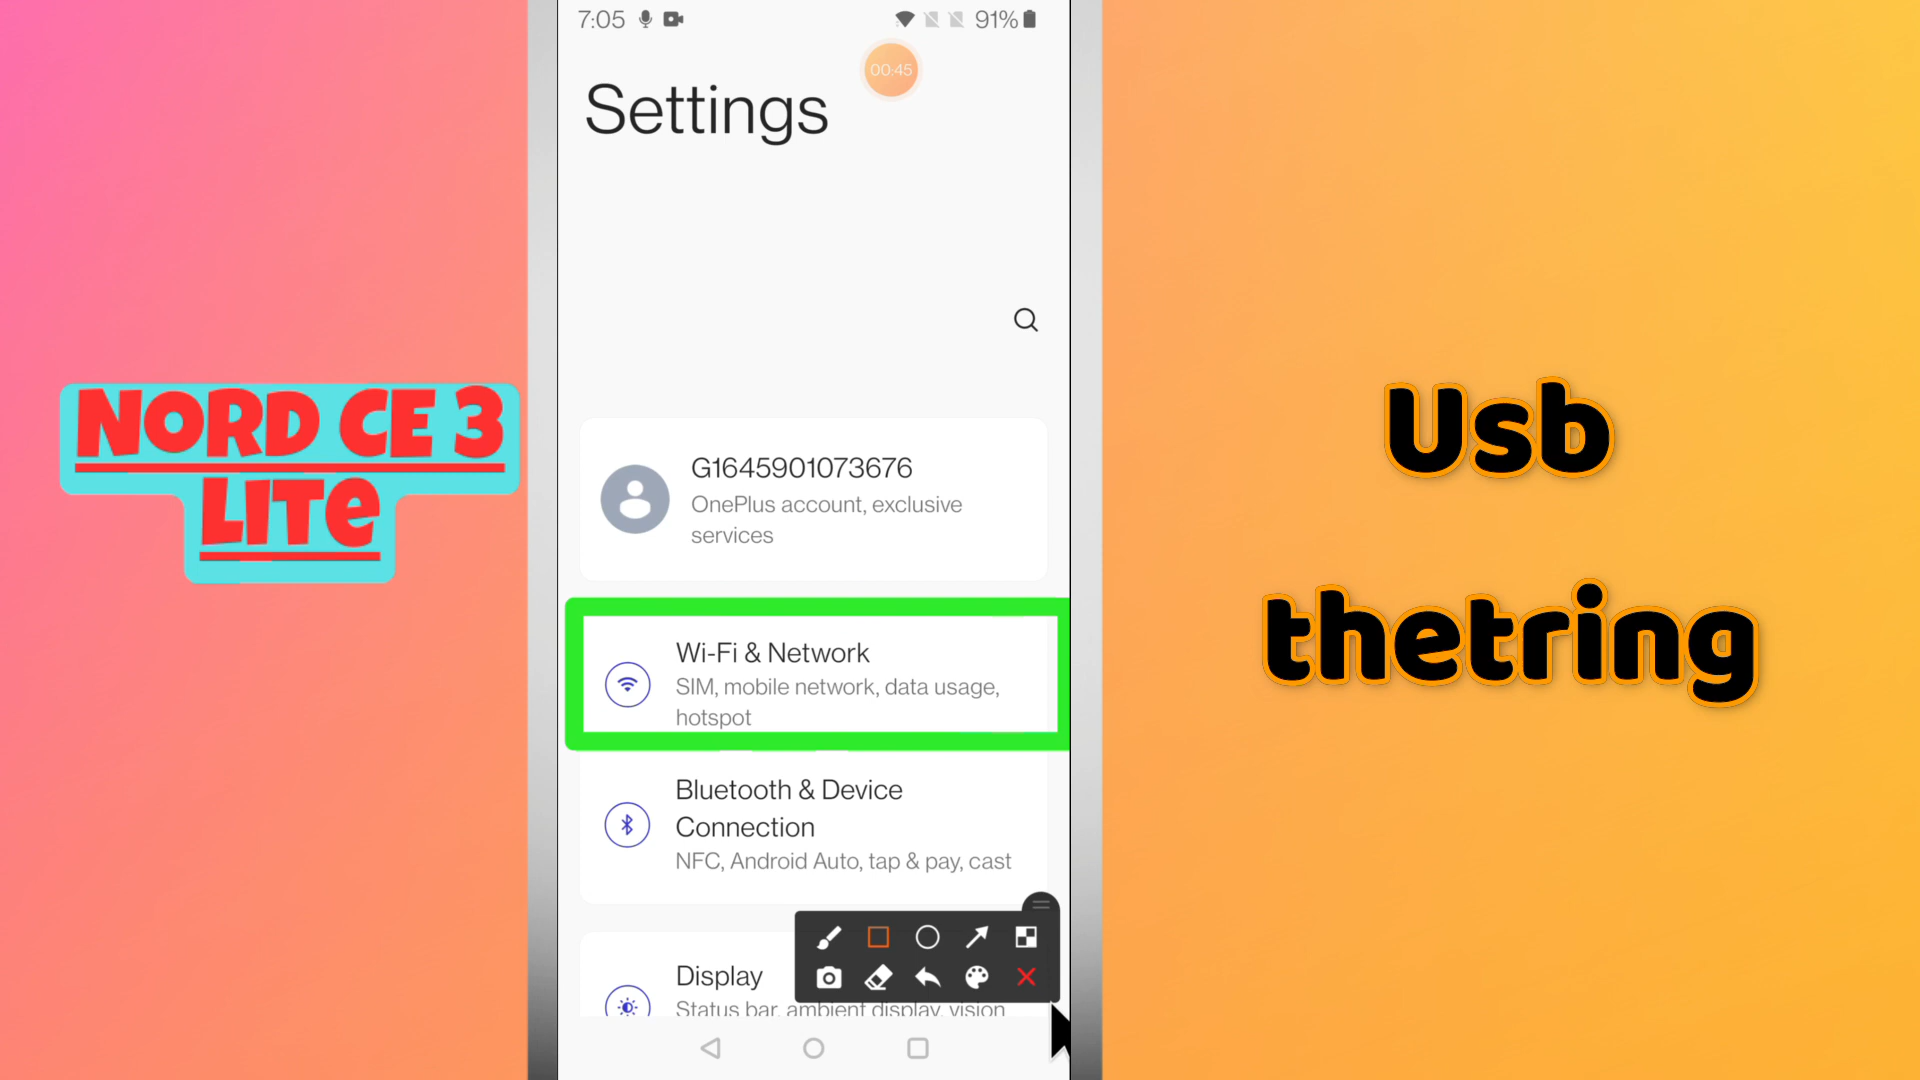 7:05
91%
00:45
Settings
NORD CE 3
LITe
G1645901073676
OnePlus account, exclusive
services
Wi-Fi & Network
SIM, mobile network, data usage,
hotspot
Bluetooth & Device
Connection
NFC, Android Auto, tap & pay, cast
Display
Status bar, ambient display, vision
Usb
thetring